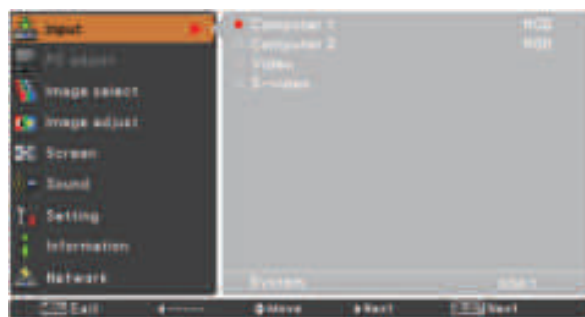 Input
PC adjust
Image select
Image adjust
Screen
Sound
Setting
Information
Network
Computer 1 RGB
Computer 2 RGB
Video
S-video
System
Exit Move Next Next